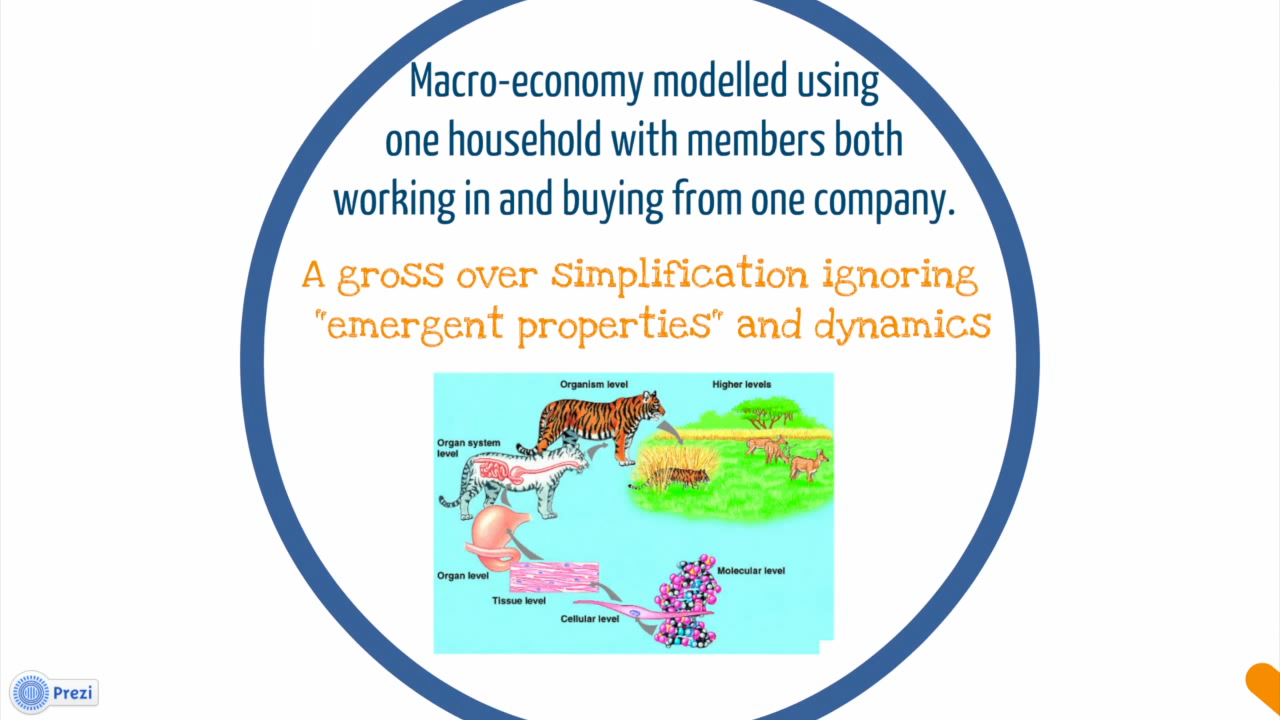 Macro-economy modelled using
one household with members both
working in and buying from one company.
A gross over simplification ignoring
"emergent properties" and dynamics
Organism level
Higher levels
Organ system
level
Organ level
Tissue level
Cellular level
Molecular level
Prezi